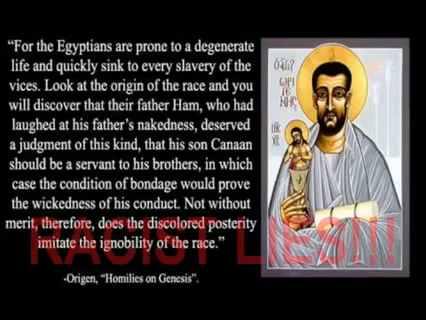 “For the Egyptians are prone to a degenerate
life and quickly sink to every slavery of the
vices. Look at the origin of the race and you
will discover that their father Ham, who had
laughed at his father’s nakedness, deserved
a judgment of this kind, that his son Canaan
should be a servant to his brothers, in which
case the condition of bondage would prove
the wickedness of his conduct. Not without
merit, therefore, does the discolored posterity
imitate the ignobility of the race.”
RACIST LIES!!!
-Origen, “Homilies on Genesis”.